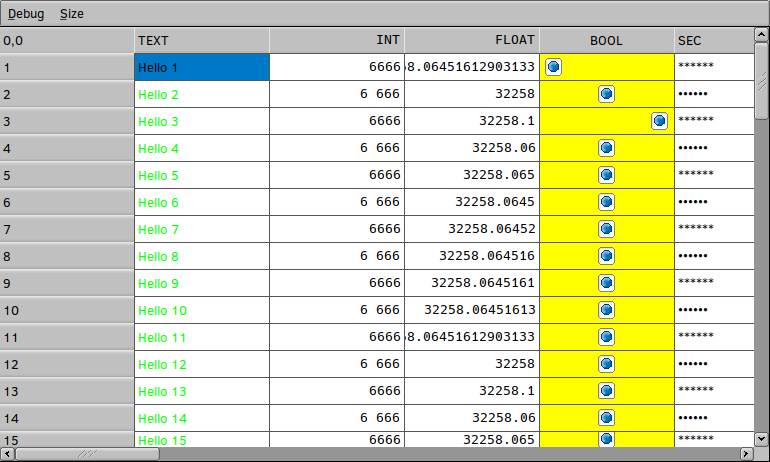 Debug Size
0,0 TEXT INT FLOAT BOOL SEC
1 Hello 1 6666 8.06451612903133 ******
2 Hello 2 6 666 32258 ••••••
3 Hello 3 6666 32258.1 ******
4 Hello 4 6 666 32258.06 ••••••
5 Hello 5 6666 32258.065 ******
6 Hello 6 6 666 32258.0645 ••••••
7 Hello 7 6666 32258.06452 ******
8 Hello 8 6 666 32258.064516 ••••••
9 Hello 9 6666 32258.0645161 ******
10 Hello 10 6 666 32258.06451613 ••••••
11 Hello 11 6666 8.06451612903133 ******
12 Hello 12 6 666 32258 ••••••
13 Hello 13 6666 32258.1 ******
14 Hello 14 6 666 32258.06 ••••••
15 Hello 15 6666 32258.065 ******